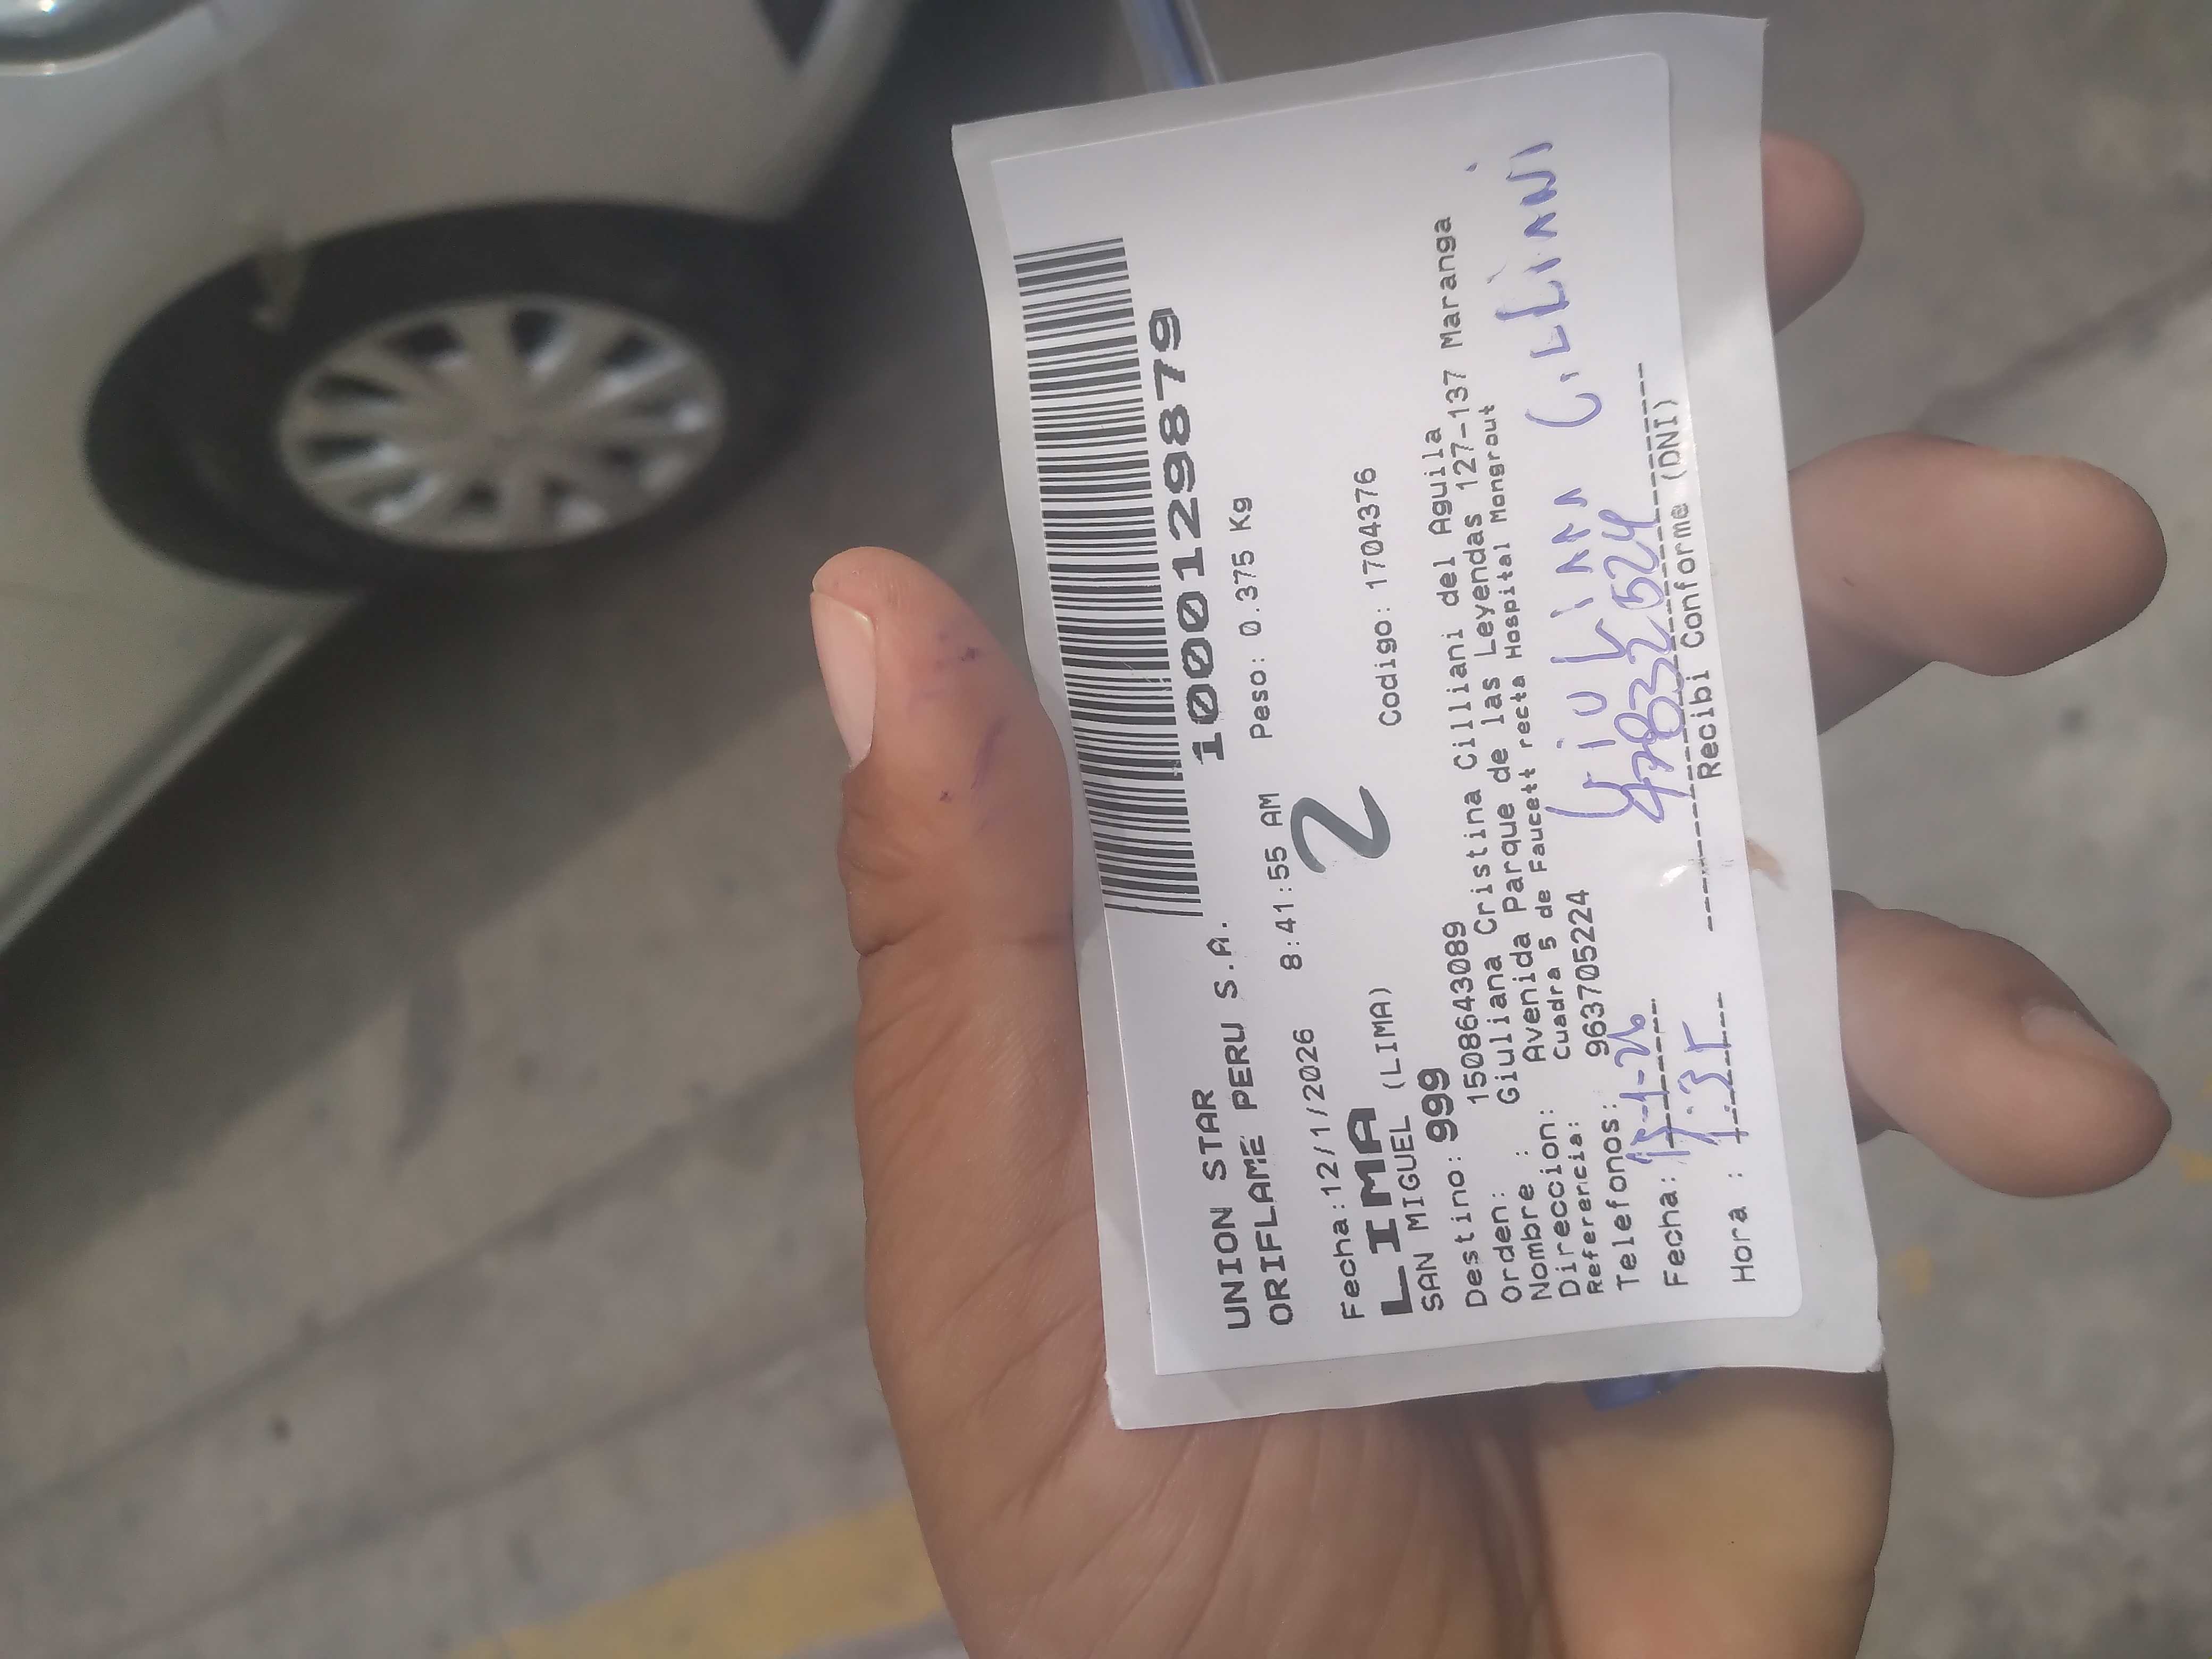 UNION STAR
ORIFLAME PERU S.A.
1000129879
Fecha:12/1/2026 8:41:55 AM Peso: 0.375 Kg
LIMA
2
SAN MIGUEL (LIMA) Codigo: 1704376
Destino: 999
Orden: 1508643089
Nombre : Giuliana Cristina Cilliani del Aguila
Direccion: Avenida Parque de las Leyendas 127-137 Maranga
Referencia: Cuadra 5 de Faucett recta Hospital Mongrout
Telefonos: 963705224
GiULiANA CiLLiANi
Fecha:
47832524
Hora :
Recibi Conforme (DNI)